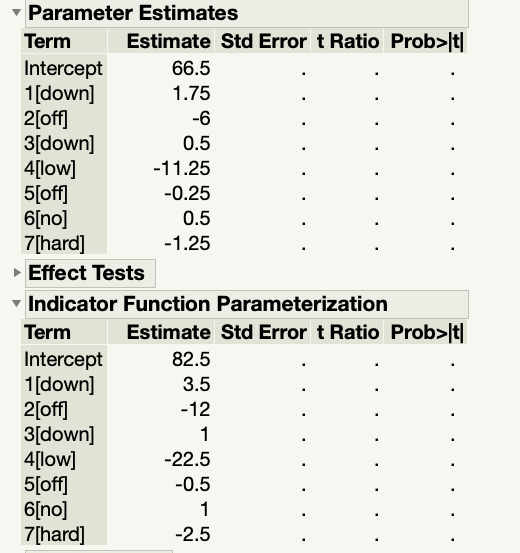 Parameter Estimates
Term Estimate Std Error t Ratio Prob>|t|
Intercept 66.5 . . .
1[down] 1.75 . . .
2[off] -6 . . .
3[down] 0.5 . . .
4[low] -11.25 . . .
5[off] -0.25 . . .
6[no] 0.5 . . .
7[hard] -1.25 . . .
Effect Tests
Indicator Function Parameterization
Term Estimate Std Error t Ratio Prob>|t|
Intercept 82.5 . . .
1[down] 3.5 . . .
2[off] -12 . . .
3[down] 1 . . .
4[low] -22.5 . . .
5[off] -0.5 . . .
6[no] 1 . . .
7[hard] -2.5 . . .